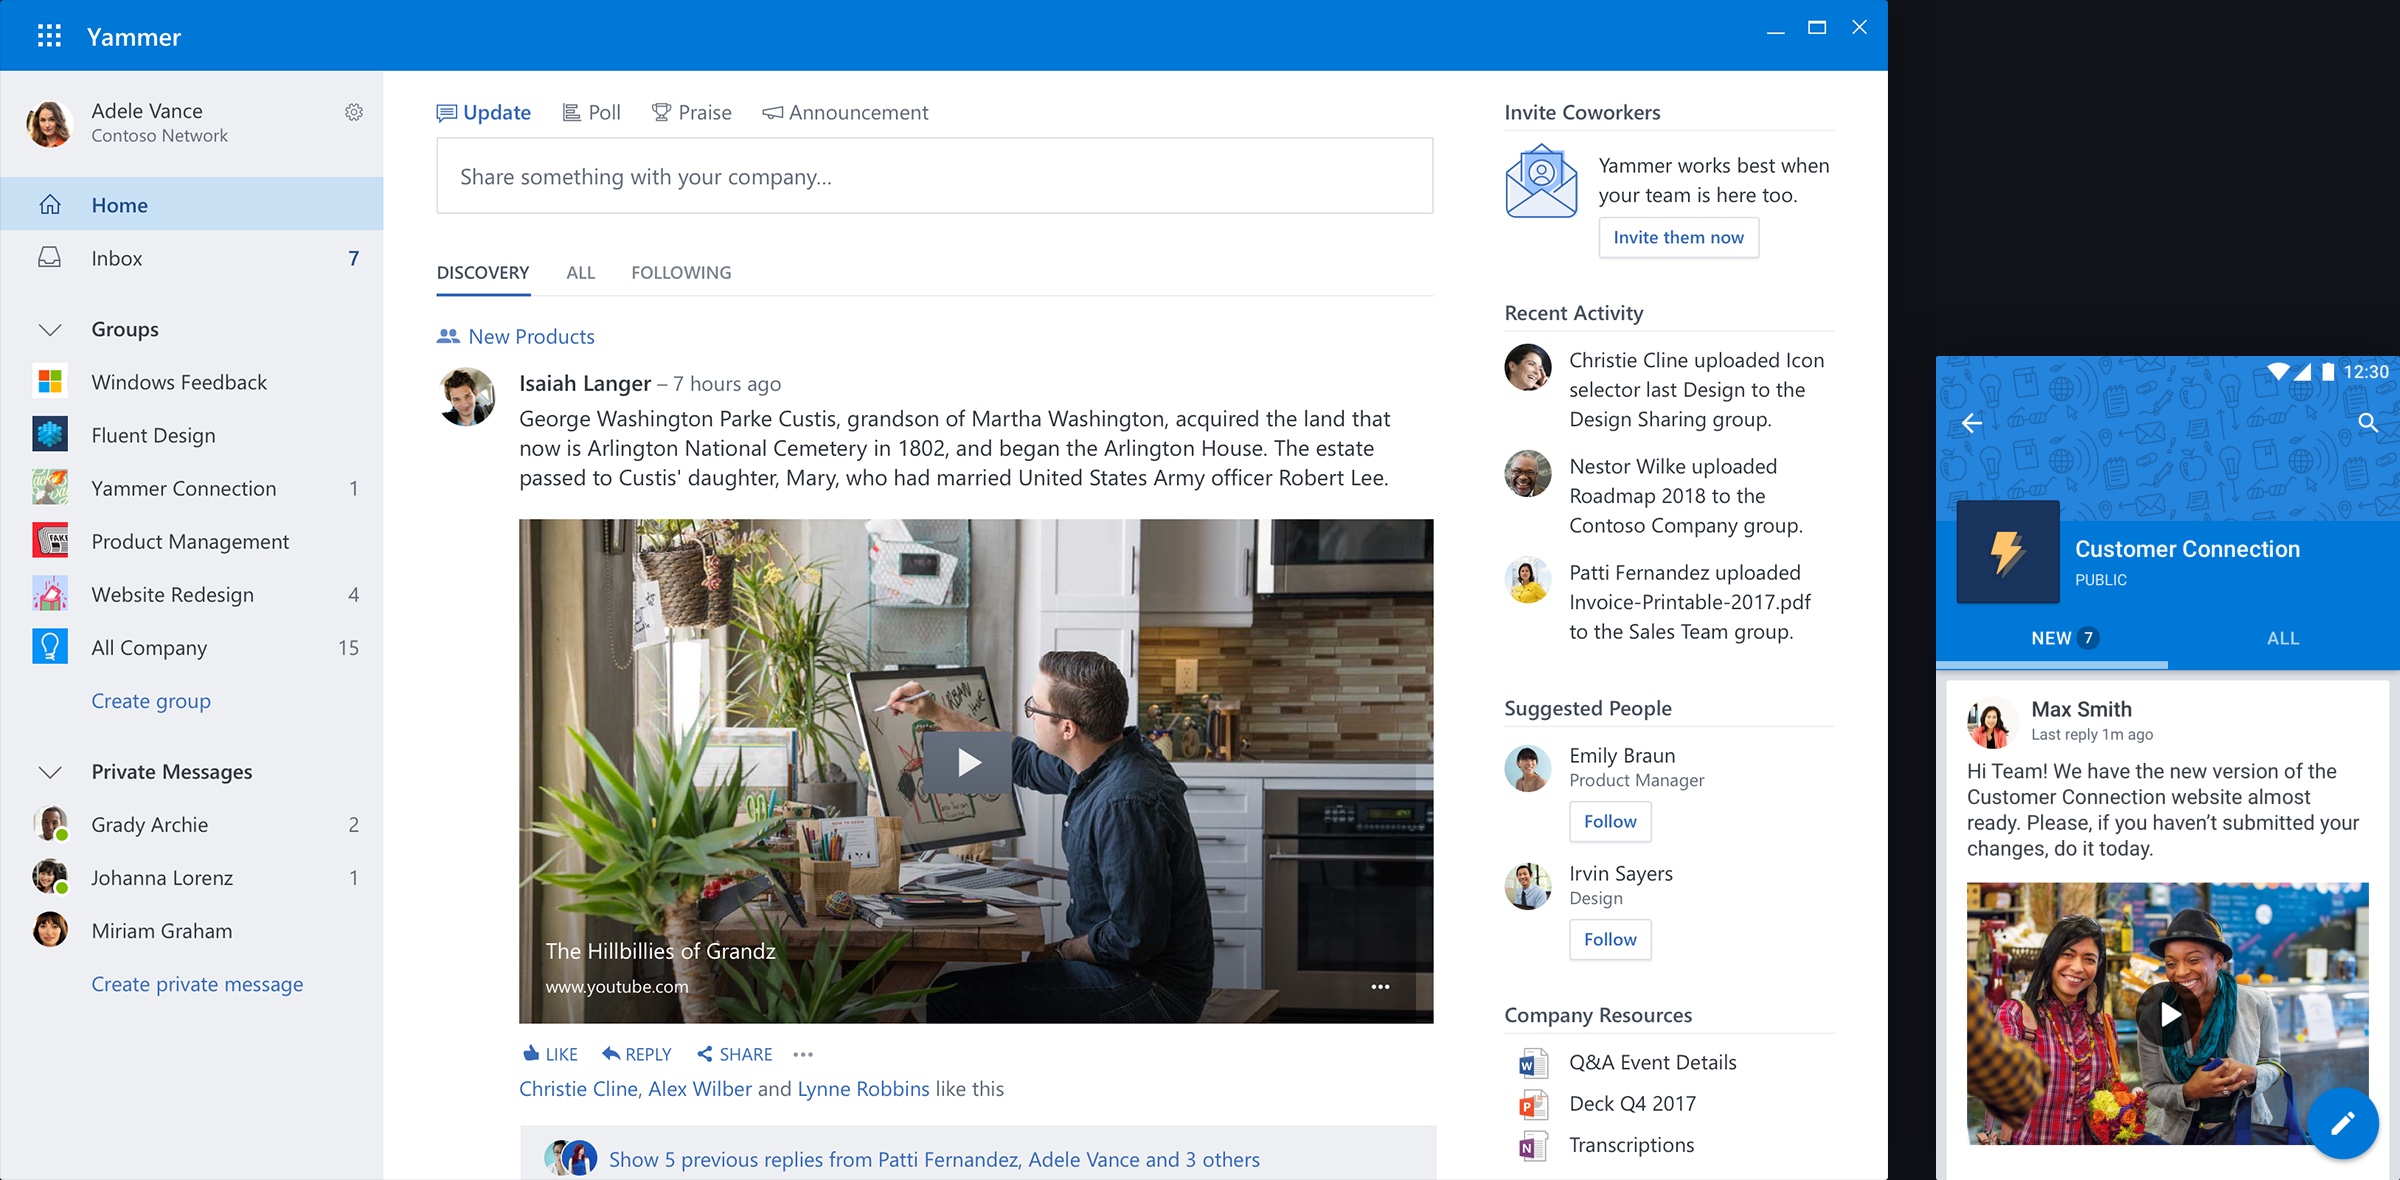 Yammer
Adele Vance
Contoso Network
Home
Inbox 7
Groups
Windows Feedback
Fluent Design
Yammer Connection 1
Product Management
Website Redesign 4
All Company 15
Create group
Private Messages
Grady Archie 2
Johanna Lorenz 1
Miriam Graham
Create private message
Update Poll Praise Announcement
Share something with your company...
DISCOVERY ALL FOLLOWING
New Products
Isaiah Langer – 7 hours ago
George Washington Parke Custis, grandson of Martha Washington, acquired the land that
now is Arlington National Cemetery in 1802, and began the Arlington House. The estate
passed to Custis' daughter, Mary, who had married United States Army officer Robert Lee.
The Hillbillies of Grandz
www.youtube.com
LIKE REPLY SHARE
Christie Cline, Alex Wilber and Lynne Robbins like this
Show 5 previous replies from Patti Fernandez, Adele Vance and 3 others
Invite Coworkers
Yammer works best when
your team is here too.
Invite them now
Recent Activity
Christie Cline uploaded Icon
selector last Design to the
Design Sharing group.
Nestor Wilke uploaded
Roadmap 2018 to the
Contoso Company group.
Patti Fernandez uploaded
Invoice-Printable-2017.pdf
to the Sales Team group.
Suggested People
Emily Braun
Product Manager
Follow
Irvin Sayers
Design
Follow
Company Resources
Q&A Event Details
Deck Q4 2017
Transcriptions
12:30
Customer Connection
PUBLIC
NEW 7 ALL
Max Smith
Last reply 1m ago
Hi Team! We have the new version of the
Customer Connection website almost
ready. Please, if you haven’t submitted your
changes, do it today.